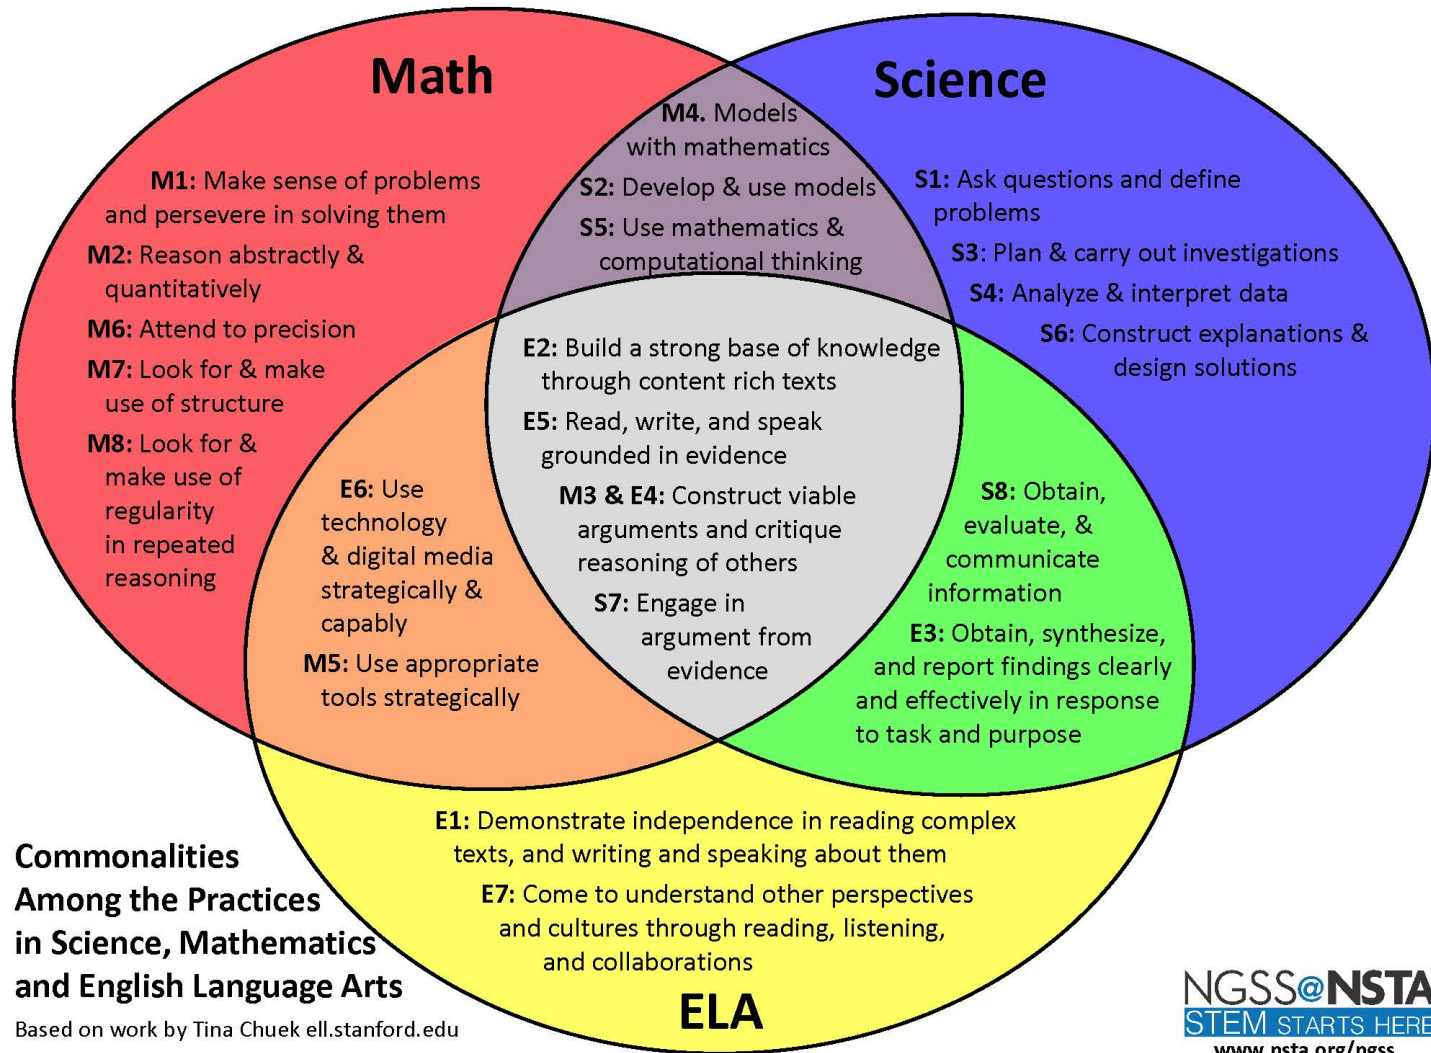 Math
Science
M1: Make sense of problems
and persevere in solving them
M2: Reason abstractly &
quantitatively
M6: Attend to precision
M7: Look for & make
use of structure
M8: Look for &
make use of
regularity
in repeated
reasoning
M4. Models
with mathematics
S2: Develop & use models
S5: Use mathematics &
computational thinking
S1: Ask questions and define
problems
S3: Plan & carry out investigations
S4: Analyze & interpret data
S6: Construct explanations &
design solutions
E2: Build a strong base of knowledge
through content rich texts
E5: Read, write, and speak
grounded in evidence
M3 & E4: Construct viable
arguments and critique
reasoning of others
S7: Engage in
argument from
evidence
E6: Use
technology
& digital media
strategically &
capably
M5: Use appropriate
tools strategically
S8: Obtain,
evaluate, &
communicate
information
E3: Obtain, synthesize,
and report findings clearly
and effectively in response
to task and purpose
E1: Demonstrate independence in reading complex
texts, and writing and speaking about them
E7: Come to understand other perspectives
and cultures through reading, listening,
and collaborations
ELA
Commonalities
Among the Practices
in Science, Mathematics
and English Language Arts
Based on work by Tina Chuek ell.stanford.edu
NGSS@NSTA
STEM STARTS HERE
www.nsta.org/ngss